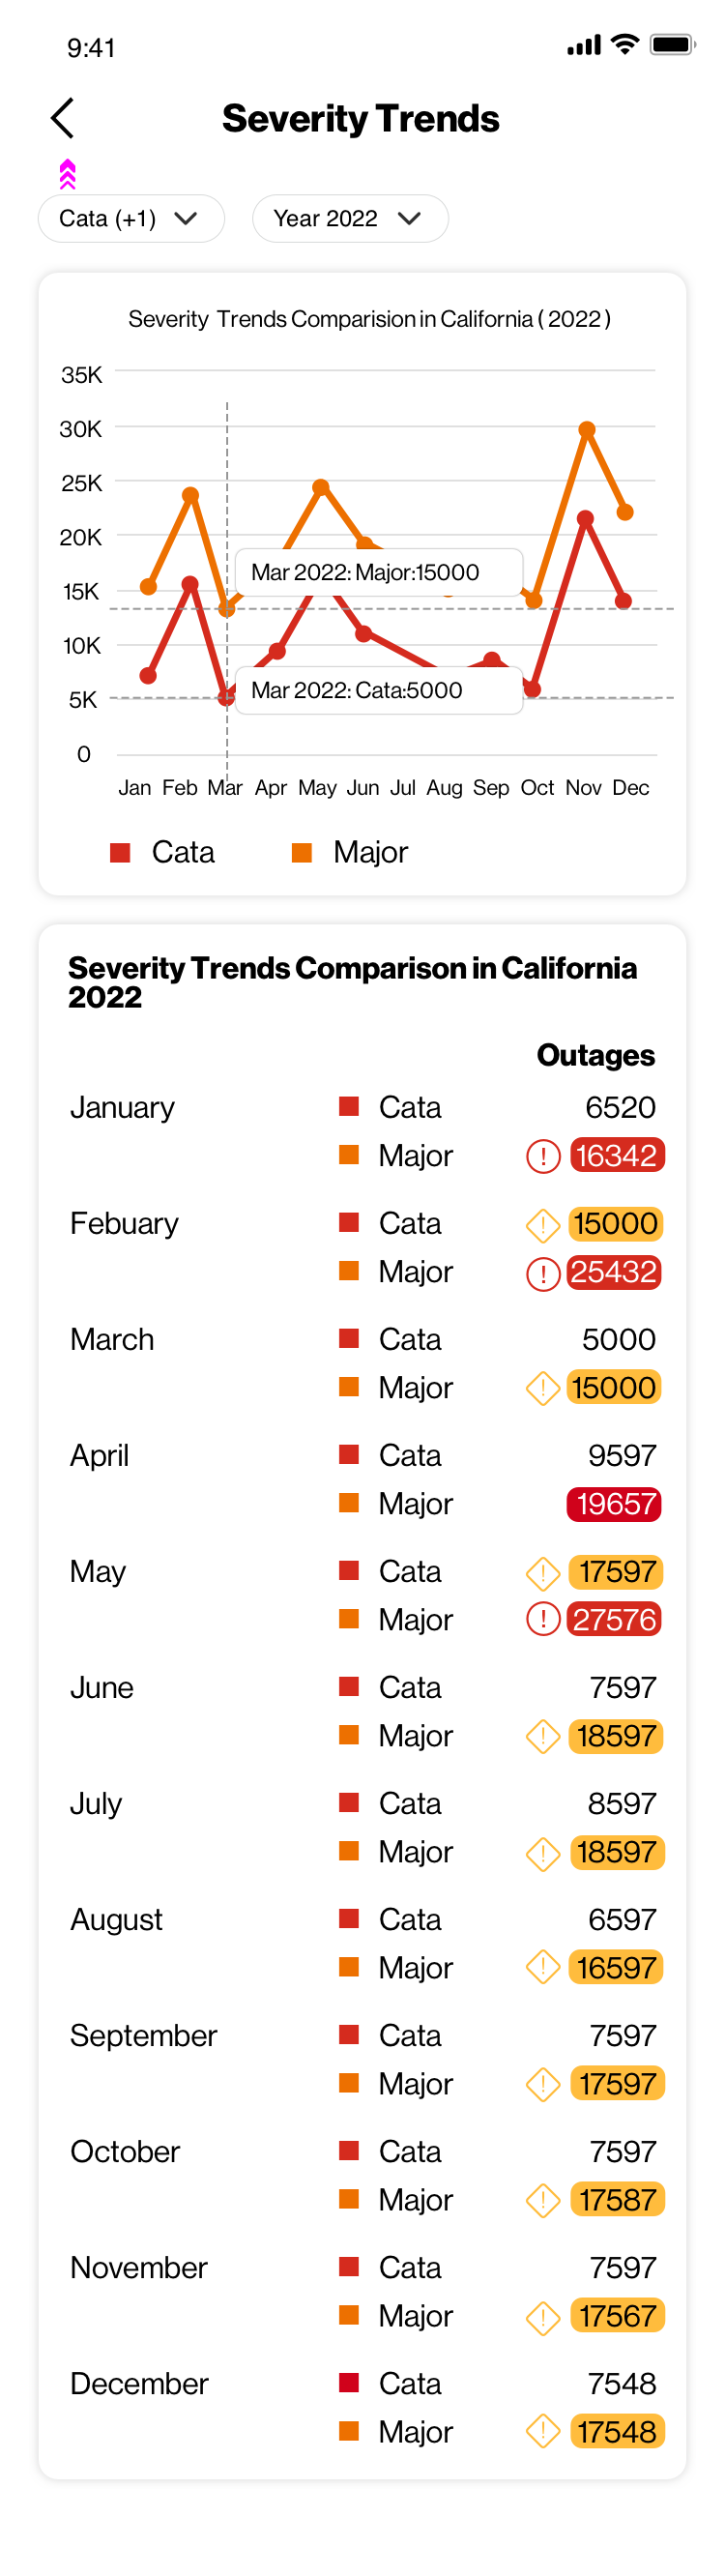 9:41
Severity Trends
Cata (+1)
Year 2022
Severity Trends Comparision in California ( 2022 )
35K
30K
25K
20K
15K
10K
5K
0
Mar 2022: Major:15000
Mar 2022: Cata:5000
Jan Feb Mar Apr May Jun Jul Aug Sep Oct Nov Dec
Cata Major
Severity Trends Comparison in California
2022
Outages
January Cata 6520
Major ! 16342
Febuary Cata ! 15000
Major ! 25432
March Cata 5000
Major ! 15000
April Cata 9597
Major 19657
May Cata ! 17597
Major ! 27576
June Cata 7597
Major ! 18597
July Cata 8597
Major ! 18597
August Cata 6597
Major ! 16597
September Cata 7597
Major ! 17597
October Cata 7597
Major ! 17587
November Cata 7597
Major ! 17567
December Cata 7548
Major ! 17548